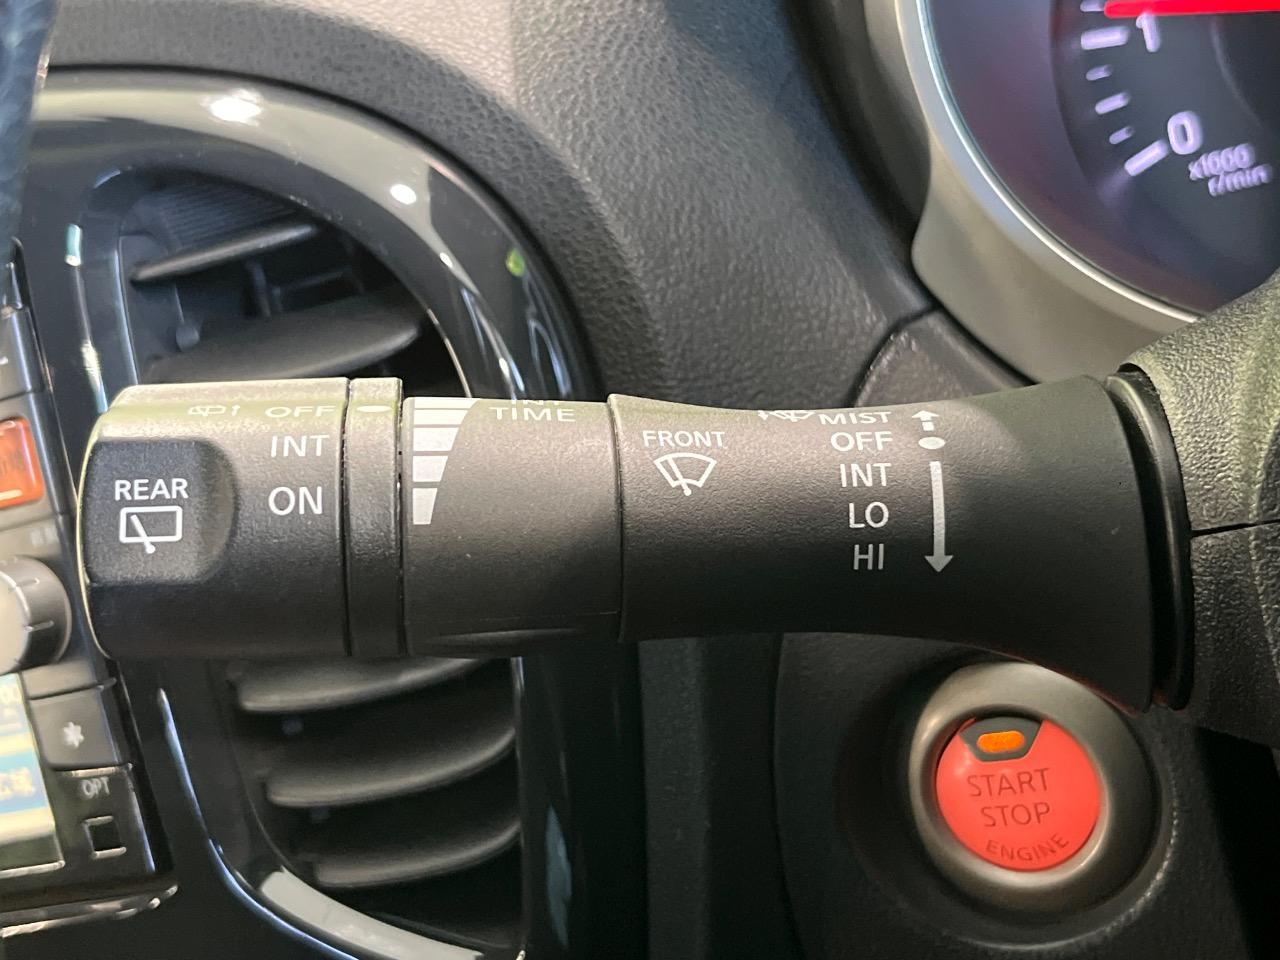 1
0
x1000
r/min
OFF
INT
ON
REAR
INT
TIME
FRONT
MIST
OFF
INT
LO
HI
OPT
START
STOP
ENGINE